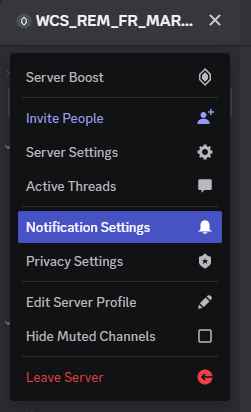 WCS_REM_FR_MAR...
Server Boost
Invite People
Server Settings
Active Threads
Notification Settings
Privacy Settings
Edit Server Profile
Hide Muted Channels
Leave Server